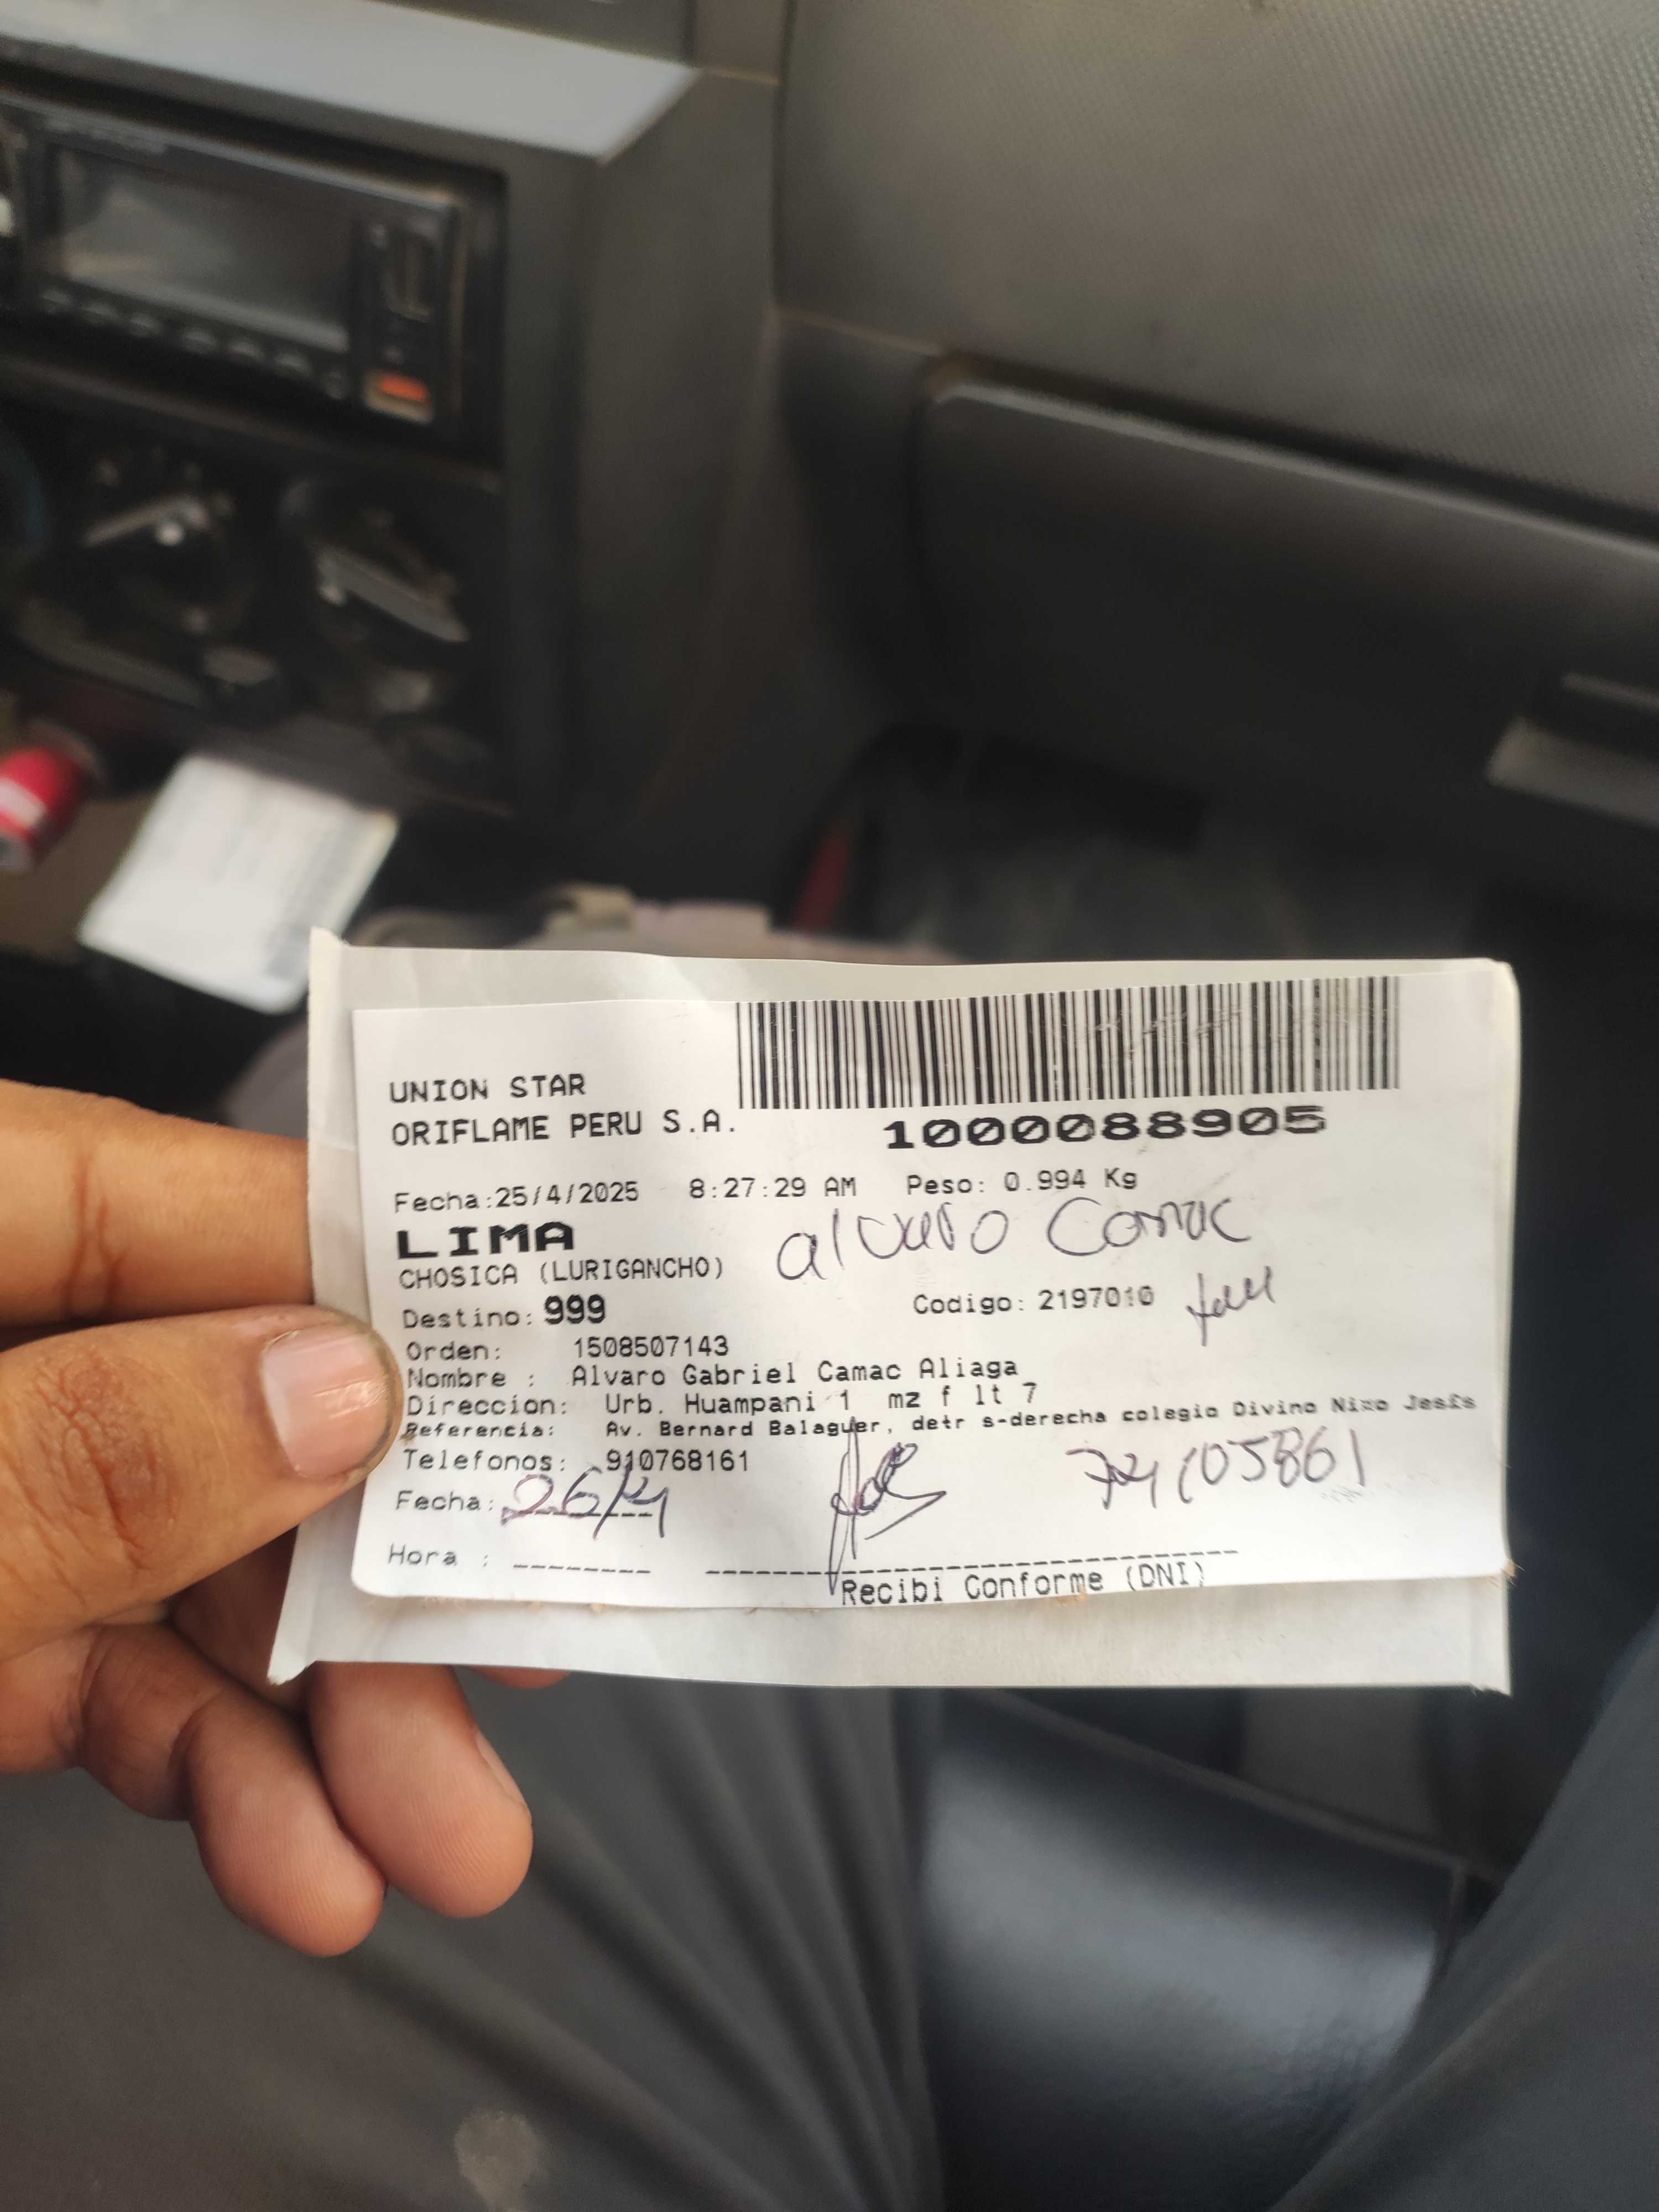 UNION STAR
ORIFLAME PERU S.A.
1000088905
Fecha:25/4/2025 8:27:29 AM Peso: 0.994 Kg
LIMA
alvaro Camac
CHOSICA (LURIGANCHO)
Destino: 999 Codigo: 2197010
Orden: 1508507143
Nombre : Alvaro Gabriel Camac Aliaga
Direccion: Urb. Huampani 1 mz f lt 7
Referencia: Av. Bernard Balaguer, detr s-derecha colegio Divino Nixo Jesús
Telefonos: 910768161
Fecha: 26/4
Hora :
Recibi Conforme (DNI)